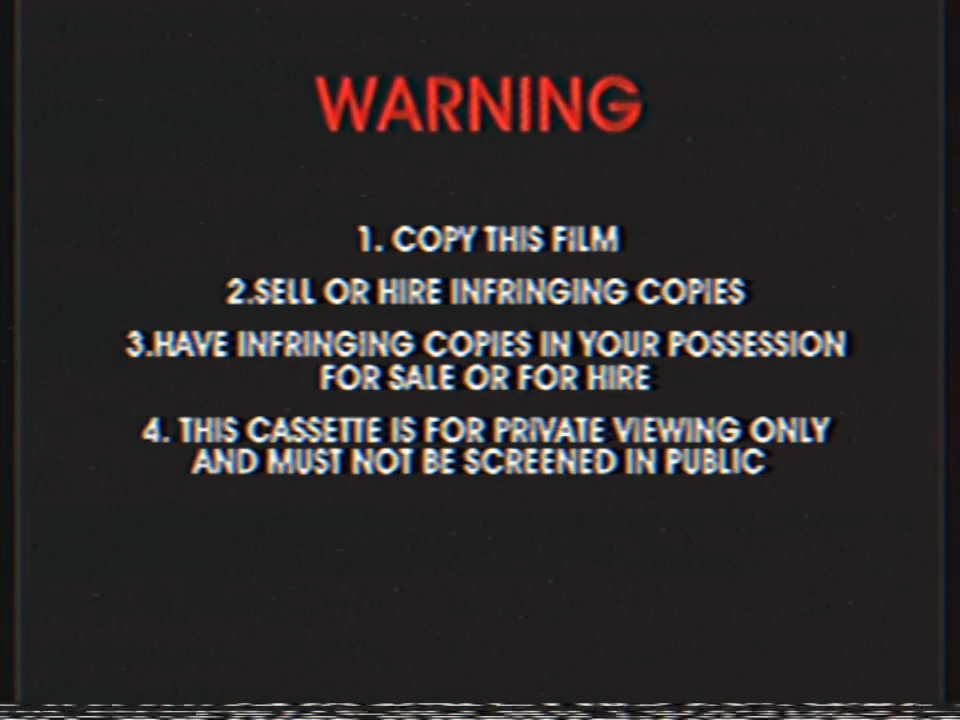 WARNING
1. COPY THIS FILM
2.SELL OR HIRE INFRINGING COPIES
3.HAVE INFRINGING COPIES IN YOUR POSSESSION
FOR SALE OR FOR HIRE
4. THIS CASSETTE IS FOR PRIVATE VIEWING ONLY
AND MUST NOT BE SCREENED IN PUBLIC